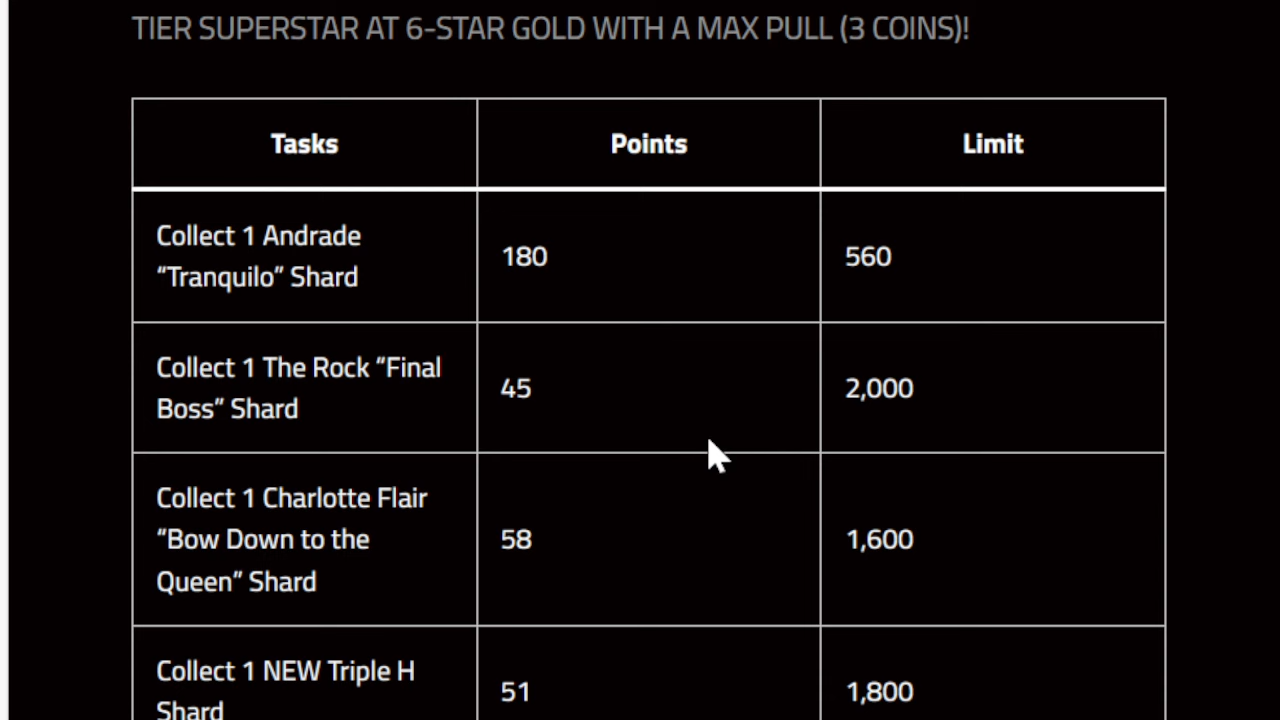 TIER SUPERSTAR AT 6-STAR GOLD WITH A MAX PULL (3 COINS)!
Tasks Points Limit
Collect 1 Andrade
“Tranquilo” Shard
180 560
Collect 1 The Rock “Final
Boss” Shard
45 2,000
Collect 1 Charlotte Flair
“Bow Down to the
Queen” Shard
58 1,600
Collect 1 NEW Triple H
Shard
51 1,800